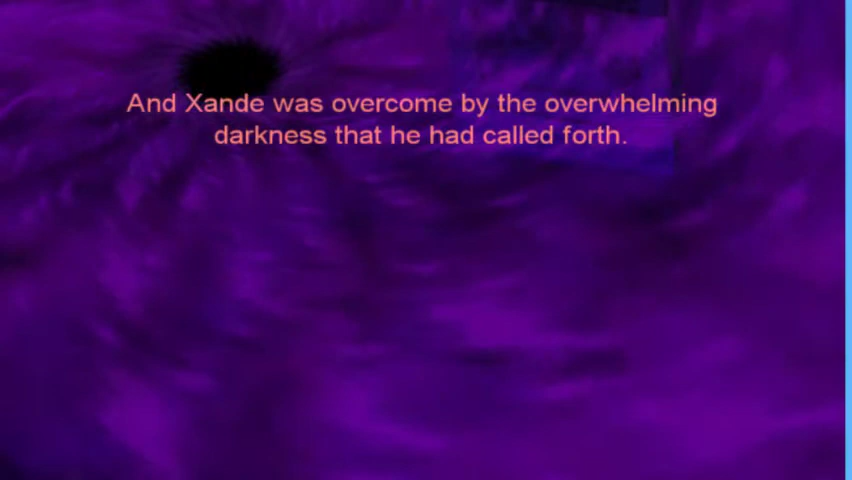 And Xande was overcome by the overwhelming
darkness that he had called forth.